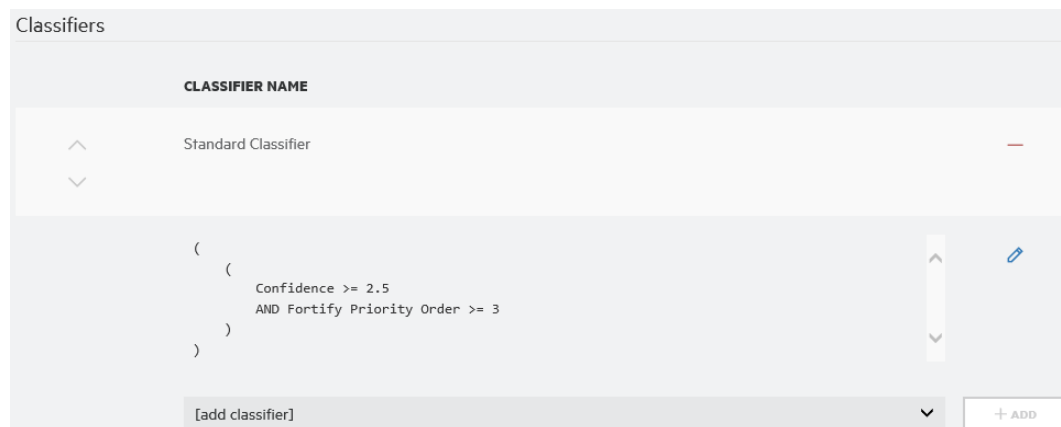 Classifiers
CLASSIFIER NAME
Standard Classifier
(
(
Confidence >= 2.5
AND Fortify Priority Order >= 3
)
)
[add classifier]
+ ADD